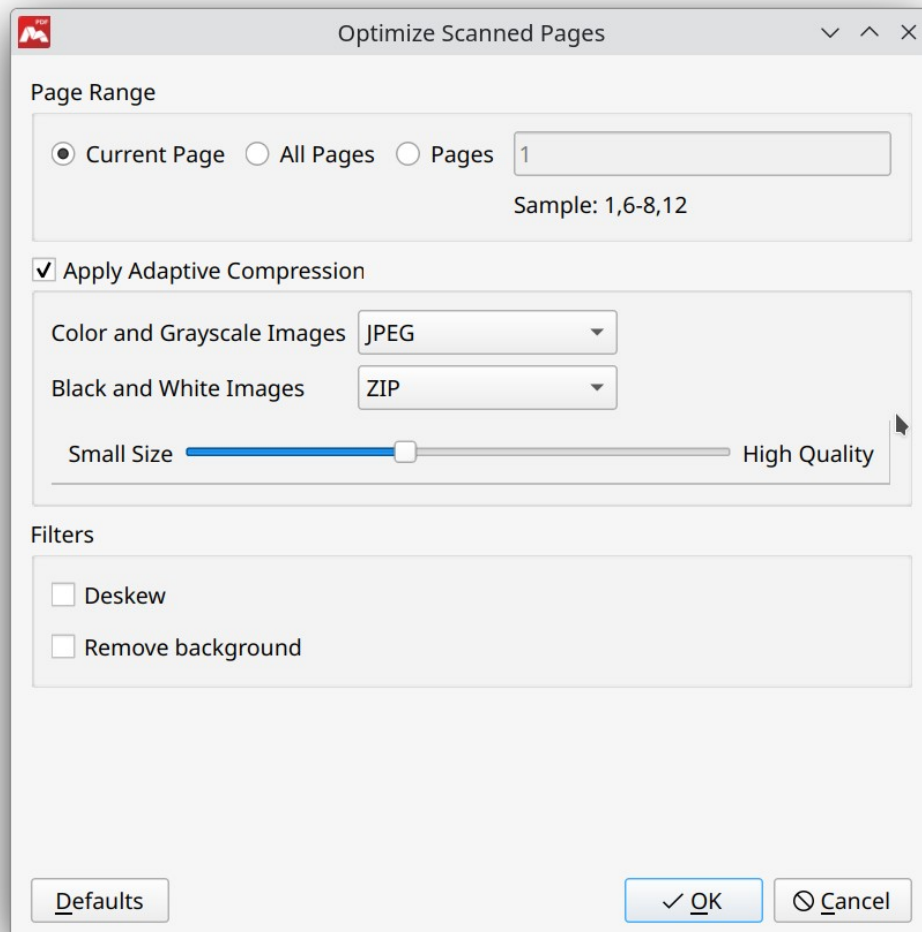 PDF
Optimize Scanned Pages
Page Range
Current Page All Pages Pages 1
Sample: 1,6-8,12
Apply Adaptive Compression
Color and Grayscale Images JPEG
Black and White Images ZIP
Small Size High Quality
Filters
Deskew
Remove background
Defaults OK Cancel